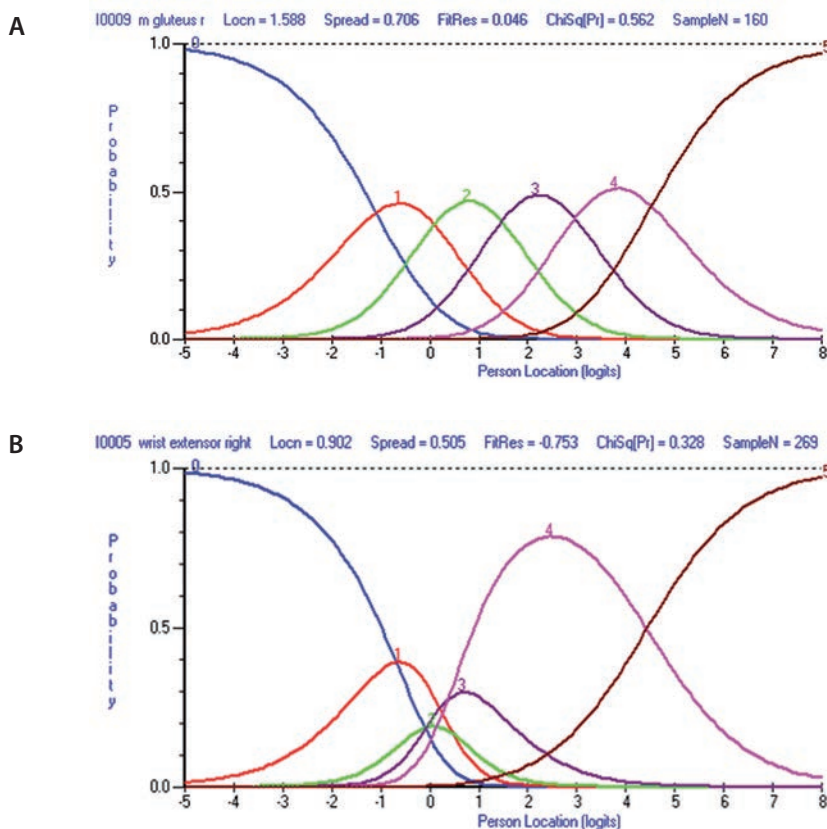 A
I0009 m gluteus r Locn = 1.588 Spread = 0.706 FitRes = 0.046 ChiSq[Pr] = 0.562 SampleN = 160
Probability
1.0
0.5
0.0
0
1
2
3
4
5
-5 -4 -3 -2 -1 0 1 2 3 4 5 6 7 8
Person Location (logits)
B
I0005 wrist extensor right Locn = 0.902 Spread = 0.505 FitRes = -0.753 ChiSq[Pr] = 0.328 SampleN = 269
Probability
1.0
0.5
0.0
0
1
2
3
4
5
-5 -4 -3 -2 -1 0 1 2 3 4 5 6 7 8
Person Location (logits)